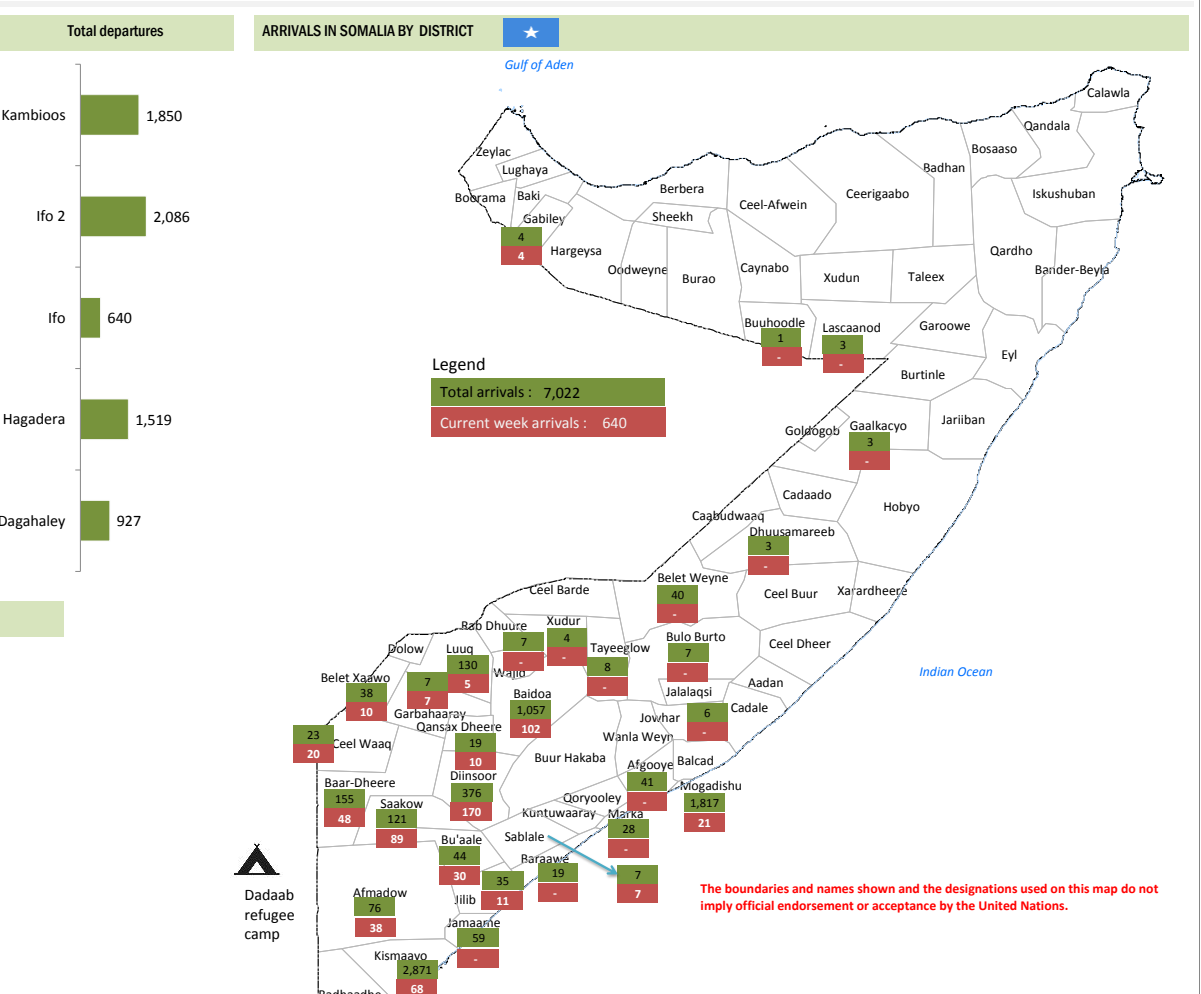 Total departures
Kambioos
1,850
Ifo 2
2,086
Ifo
640
Hagadera
1,519
Dagahaley
927
ARRIVALS IN SOMALIA BY DISTRICT
Gulf of Aden
Calawla
Qandala
Bosaaso
Badhan
Zeylac
Lughaya
Iskushuban
Berbera
Ceerigaabo
Boorama
Baki
Ceel-Afwein
Sheekh
Gabiley
4
4
Hargeysa
Qardho
Oodweyne
Caynabo
Bander-Beyla
Burao
Xudun
Taleex
Buuhoodle
1
-
Lascaanod
3
-
Garoowe
Eyl
Legend
Total arrivals : 7,022
Current week arrivals : 640
Burtinle
Jariiban
Goldogob
Gaalkacyo
3
-
Cadaado
Hobyo
Caabudwaaq
Dhuusamareeb
3
-
Belet Weyne
40
-
Ceel Barde
Ceel Buur
Xarardheere
Rab Dhuure
7
-
Xudur
4
-
Tayeeglow
8
-
Bulo Burto
7
-
Ceel Dheer
Dolow
Luuq
130
5
Wajid
Indian Ocean
Belet Xaawo
38
10
7
7
Garbahaaray
Baidoa
1,057
102
Jalalaqsi
Aadan
6
-
Cadale
Jowhar
Qansax Dheere
19
10
Wanla Weyn
23
20
Ceel Waaq
Buur Hakaba
Balcad
Afgooye
41
-
Baar-Dheere
155
48
Diinsoor
376
170
Mogadishu
1,817
21
Saakow
121
89
Qoryooley
Kuntuwaaray
Marka
28
-
Sablale
7
7
Bu'aale
44
30
Baraawe
19
-
35
11
Jilib
Dadaab
refugee
camp
Afmadow
76
38
The boundaries and names shown and the designations used on this map do not
imply official endorsement or acceptance by the United Nations.
Jamaame
59
-
Kismaayo
2,871
68
Badhaadhe